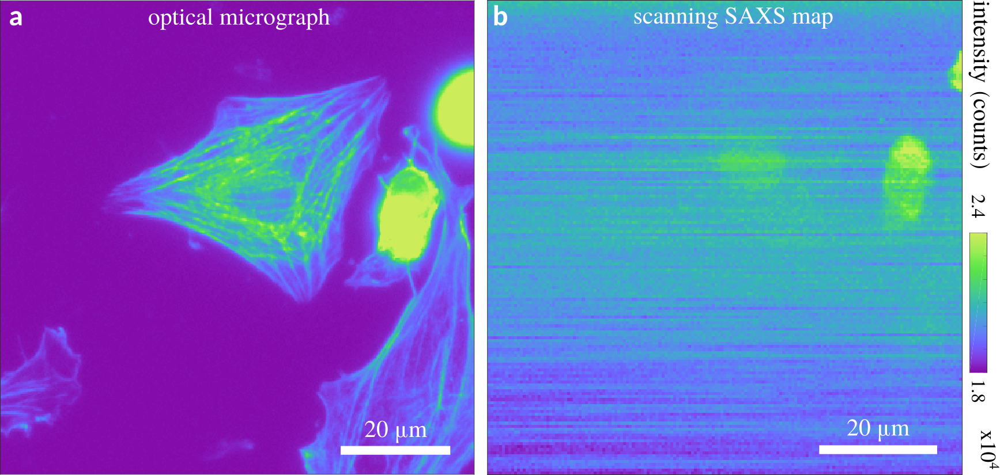 a
optical micrograph
20 µm
b
scanning SAXS map
20 µm
intensity (counts)
2.4
1.8
x10⁴